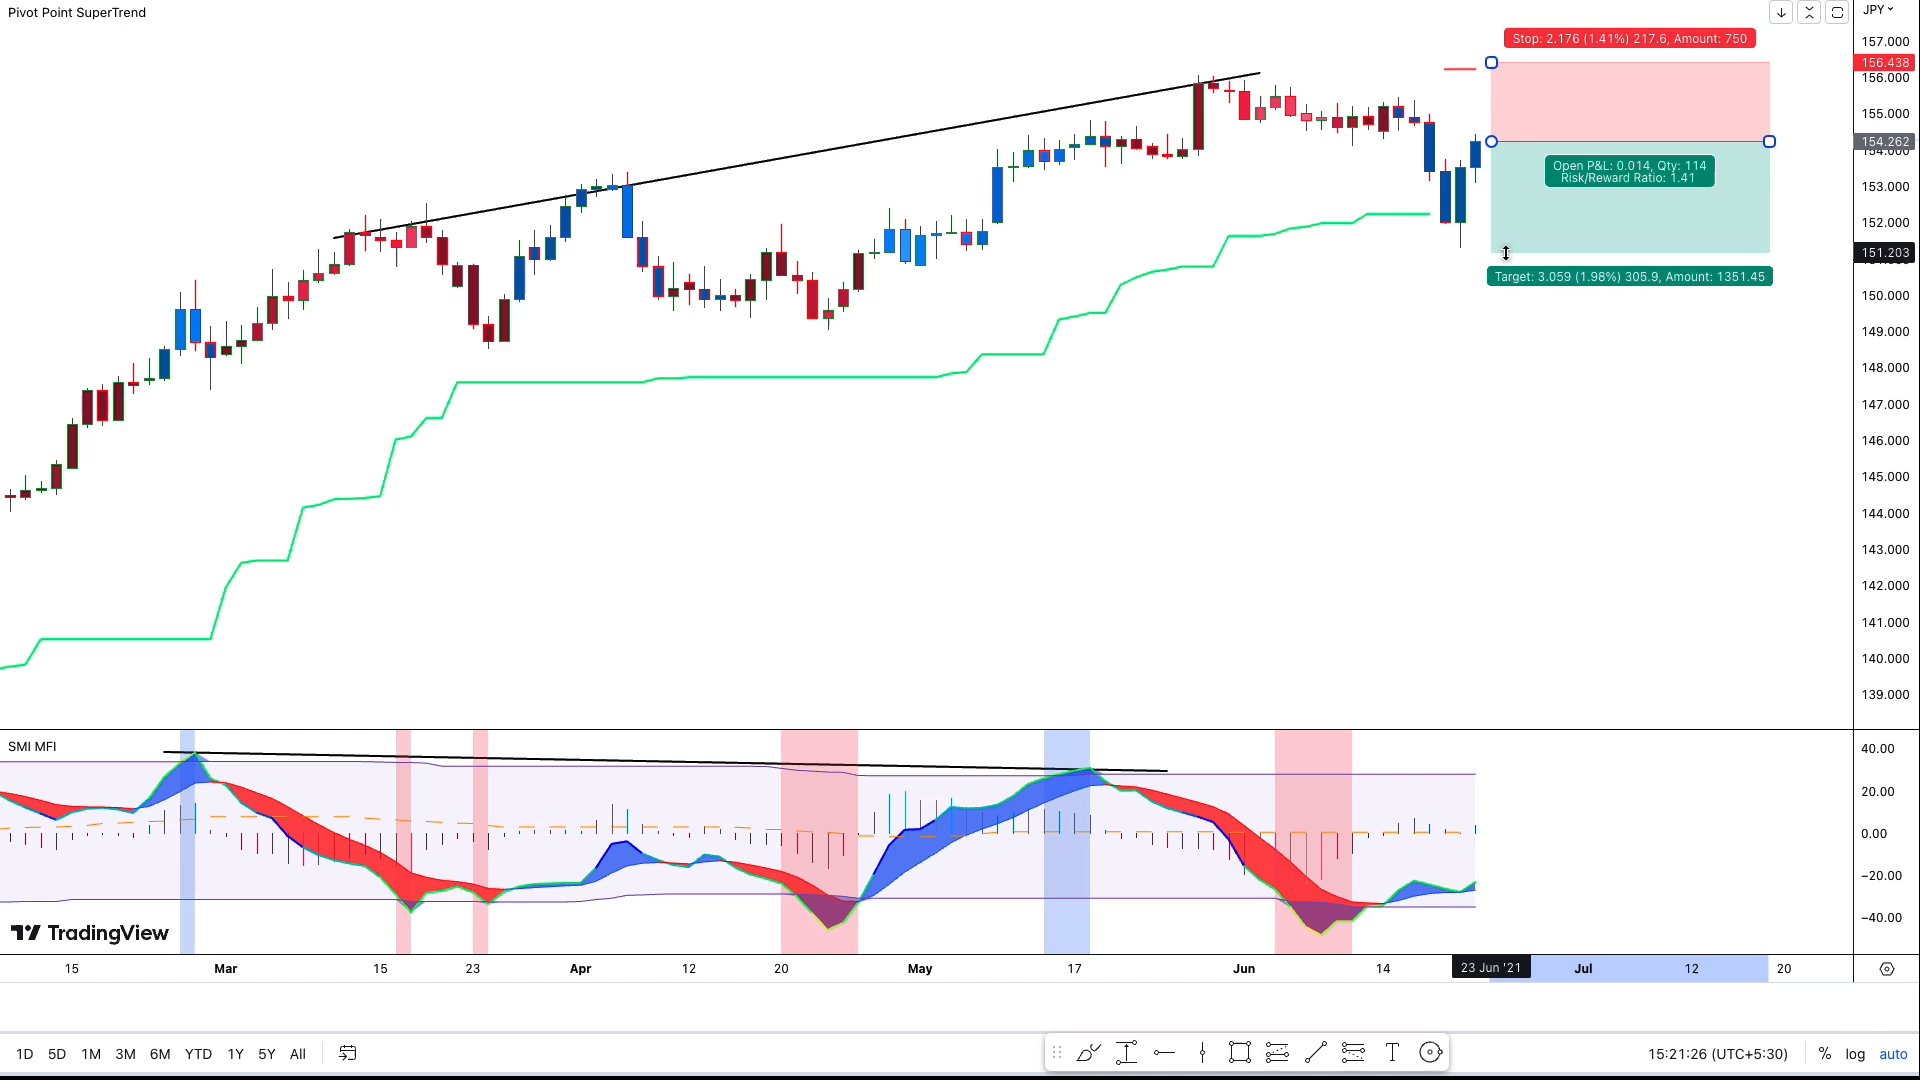 Pivot Point SuperTrend
JPY
Stop: 2.176 (1.41%) 217.6, Amount: 750
157.000
156.438
156.000
155.000
154.262
154.000
Open P&L: 0.014, Qty: 114
Risk/Reward Ratio: 1.41
153.000
152.000
151.203
Target: 3.059 (1.98%) 305.9, Amount: 1351.45
150.000
149.000
148.000
147.000
146.000
145.000
144.000
143.000
142.000
141.000
140.000
139.000
SMI MFI
40.00
20.00
0.00
−20.00
−40.00
TradingView
15 Mar 15 23 Apr 12 20 May 17 Jun 14 23 Jun '21 Jul 12 20
1D 5D 1M 3M 6M YTD 1Y 5Y All
T
15:21:26 (UTC+5:30) % log auto